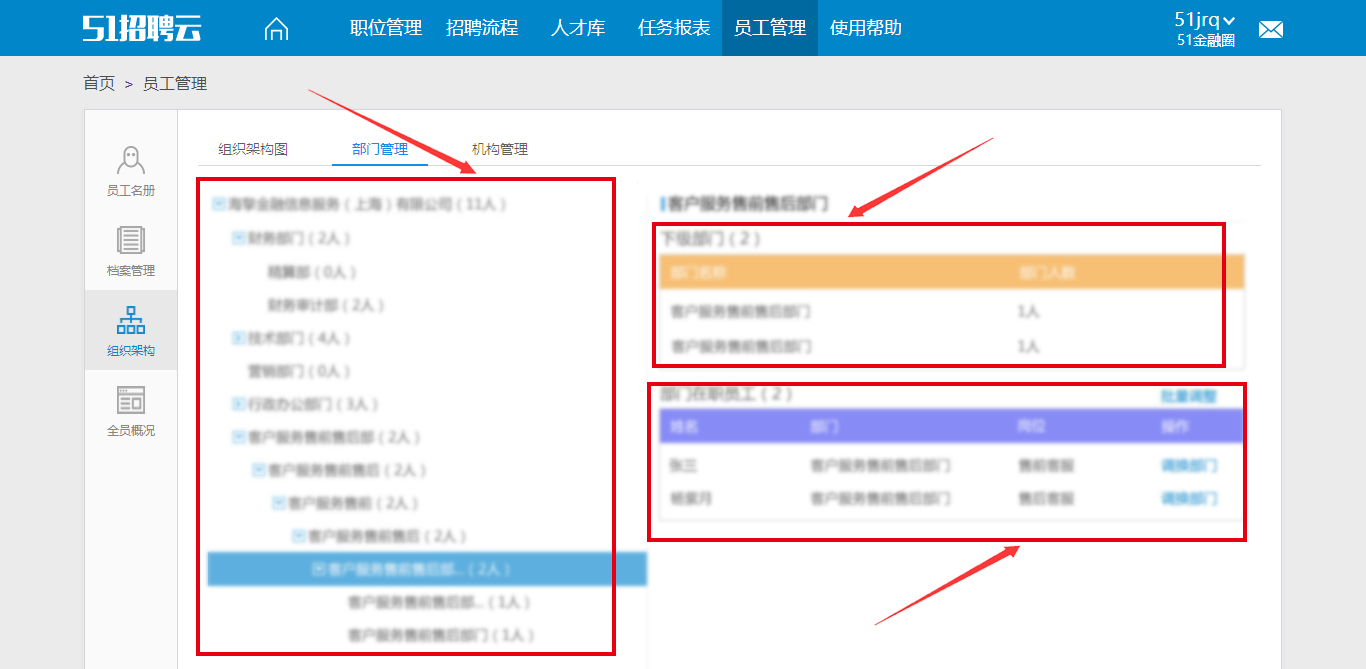 51招聘云
职位管理 招聘流程 人才库 任务报表 员工管理 使用帮助
51jrq
51金融圈
首页 > 员工管理
员工名册
档案管理
组织架构
全员概况
组织架构图 部门管理 机构管理
海擎金融信息服务（上海）有限公司（11人）
财务部门（2人）
精算部（0人）
财务审计部（2人）
技术部门（4人）
营销部门（0人）
行政办公部门（3人）
客户服务售前售后部（2人）
客户服务售前售后（2人）
客户服务售前（2人）
客户服务售前售后（2人）
客户服务售前售后部...（2人）
客户服务售前售后部...（1人）
客户服务售前售后部门（1人）
客户服务售前售后部门
下级部门（2）
部门名称 部门人数
客户服务售前售后部门 1人
客户服务售前售后部门 1人
部门在职员工（2） 批量调整
姓名 部门 岗位 操作
张三 客户服务售前售后部门 售前客服 调换部门
客户服务售前售后部门 售后客服 调换部门